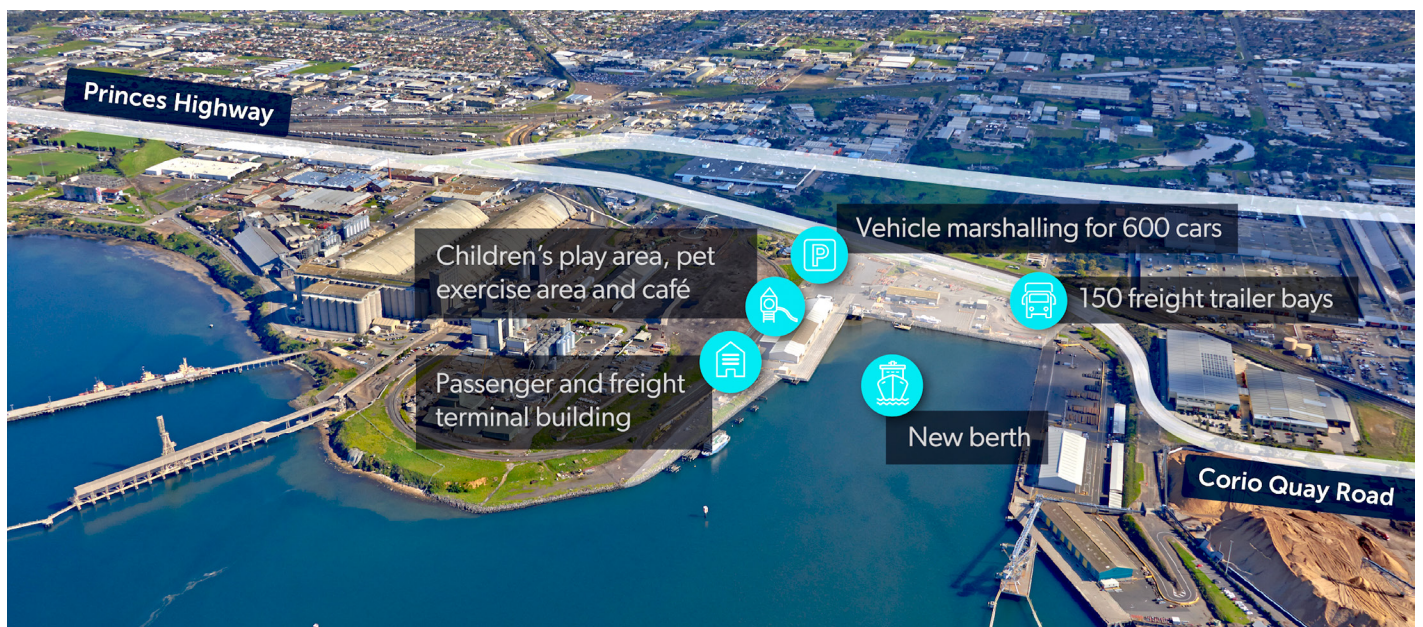 Princes Highway
Vehicle marshalling for 600 cars
P
Children’s play area, pet
exercise area and café
150 freight trailer bays
Passenger and freight
terminal building
New berth
Corio Quay Road